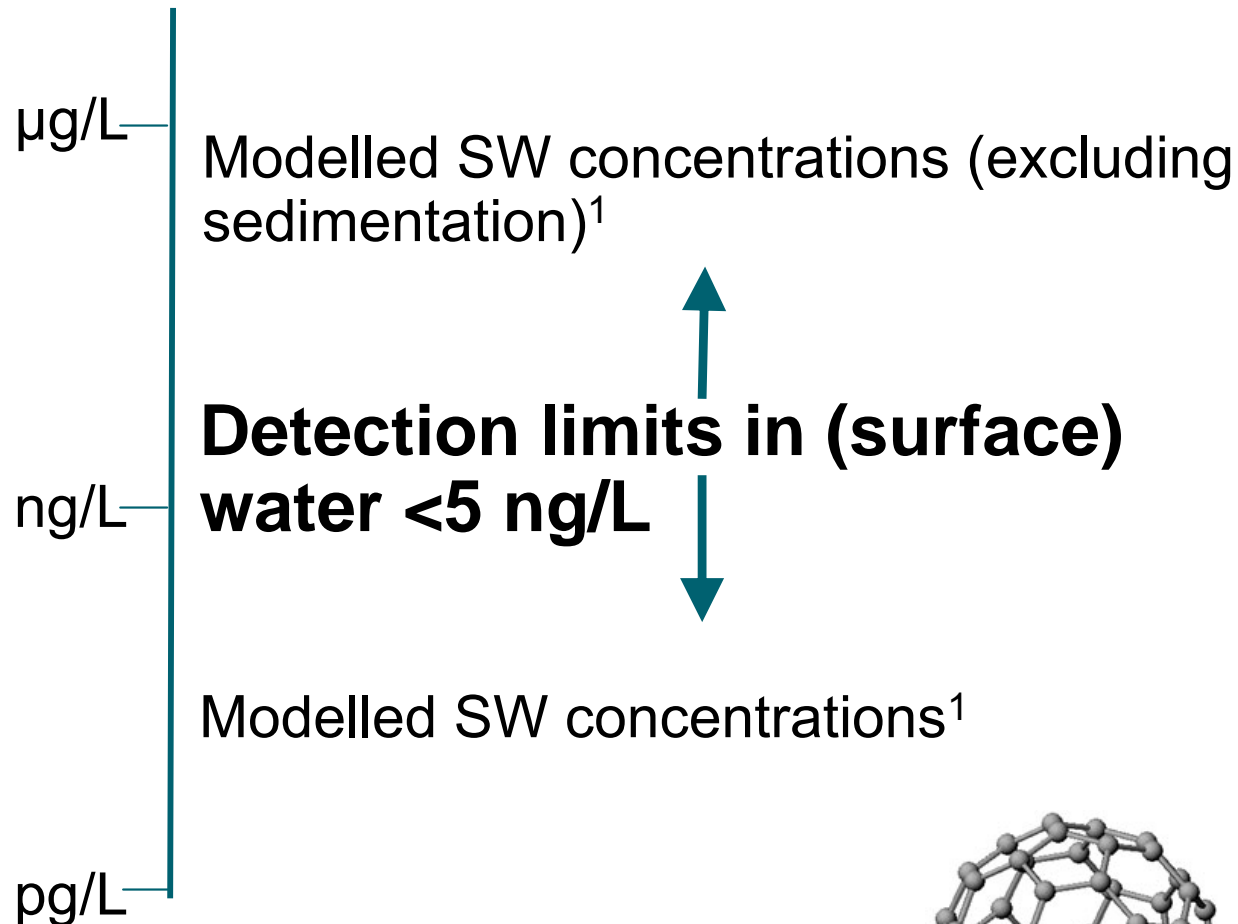 µg/L
Modelled SW concentrations (excluding
sedimentation)¹
Detection limits in (surface)
ng/L
water <5 ng/L
Modelled SW concentrations¹
pg/L